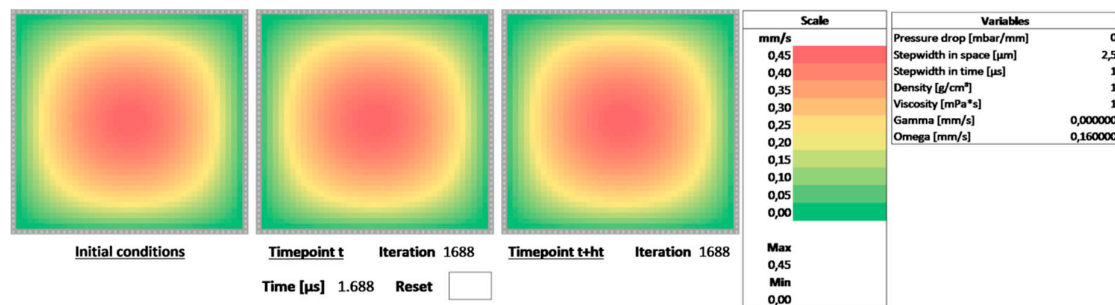 Initial conditions
Timepoint t Iteration 1688
Timepoint t+ht Iteration 1688
Time [µs] 1.688 Reset
Scale
mm/s
0,45
0,40
0,35
0,30
0,25
0,20
0,15
0,10
0,05
0,00
Max
0,45
Min
0,00
Variables
Pressure drop [mbar/mm] 0
Stepwidth in space [µm] 2,5
Stepwidth in time [µs] 1
Density [g/cm³] 1
Viscosity [mPa*s] 1
Gamma [mm/s] 0,000000
Omega [mm/s] 0,160000